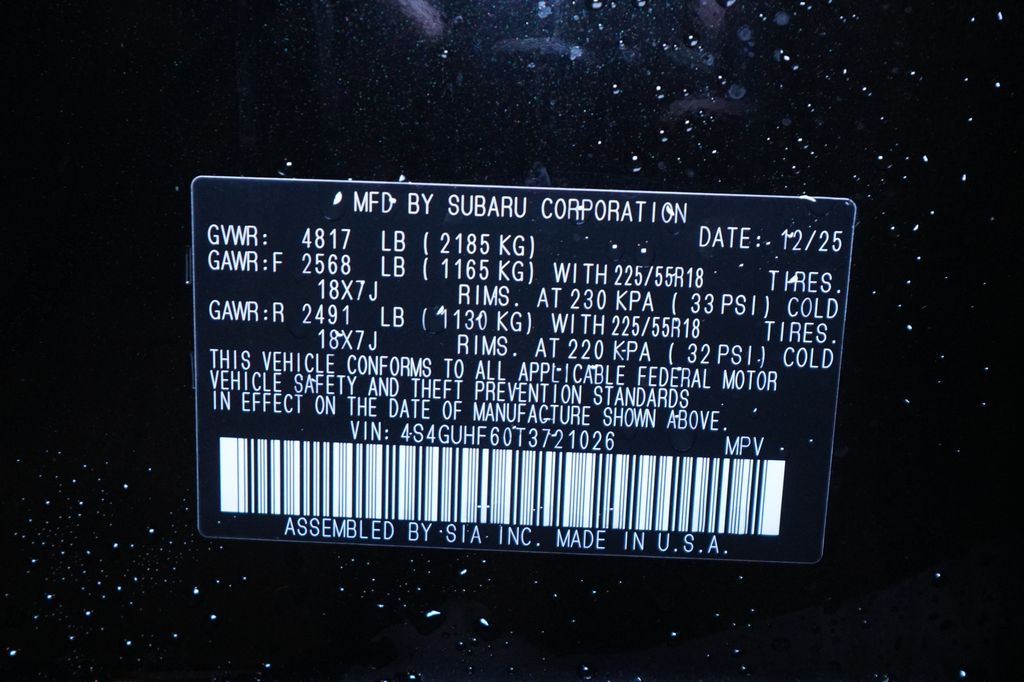 MFD BY SUBARU CORPORATION
GVWR: 4817 LB ( 2185 KG) DATE: 12/25
GAWR:F 2568 LB ( 1165 KG) WITH 225/55R18 TIRES.
18X7J RIMS. AT 230 KPA ( 33 PSI) COLD
GAWR:R 2491 LB ( 1130 KG) WITH 225/55R18 TIRES.
18X7J RIMS. AT 220 KPA ( 32 PSI) COLD
THIS VEHICLE CONFORMS TO ALL APPLICABLE FEDERAL MOTOR
VEHICLE SAFETY AND THEFT PREVENTION STANDARDS
IN EFFECT ON THE DATE OF MANUFACTURE SHOWN ABOVE.
VIN: 4S4GUHF60T3721026 MPV
ASSEMBLED BY SIA INC. MADE IN U.S.A.